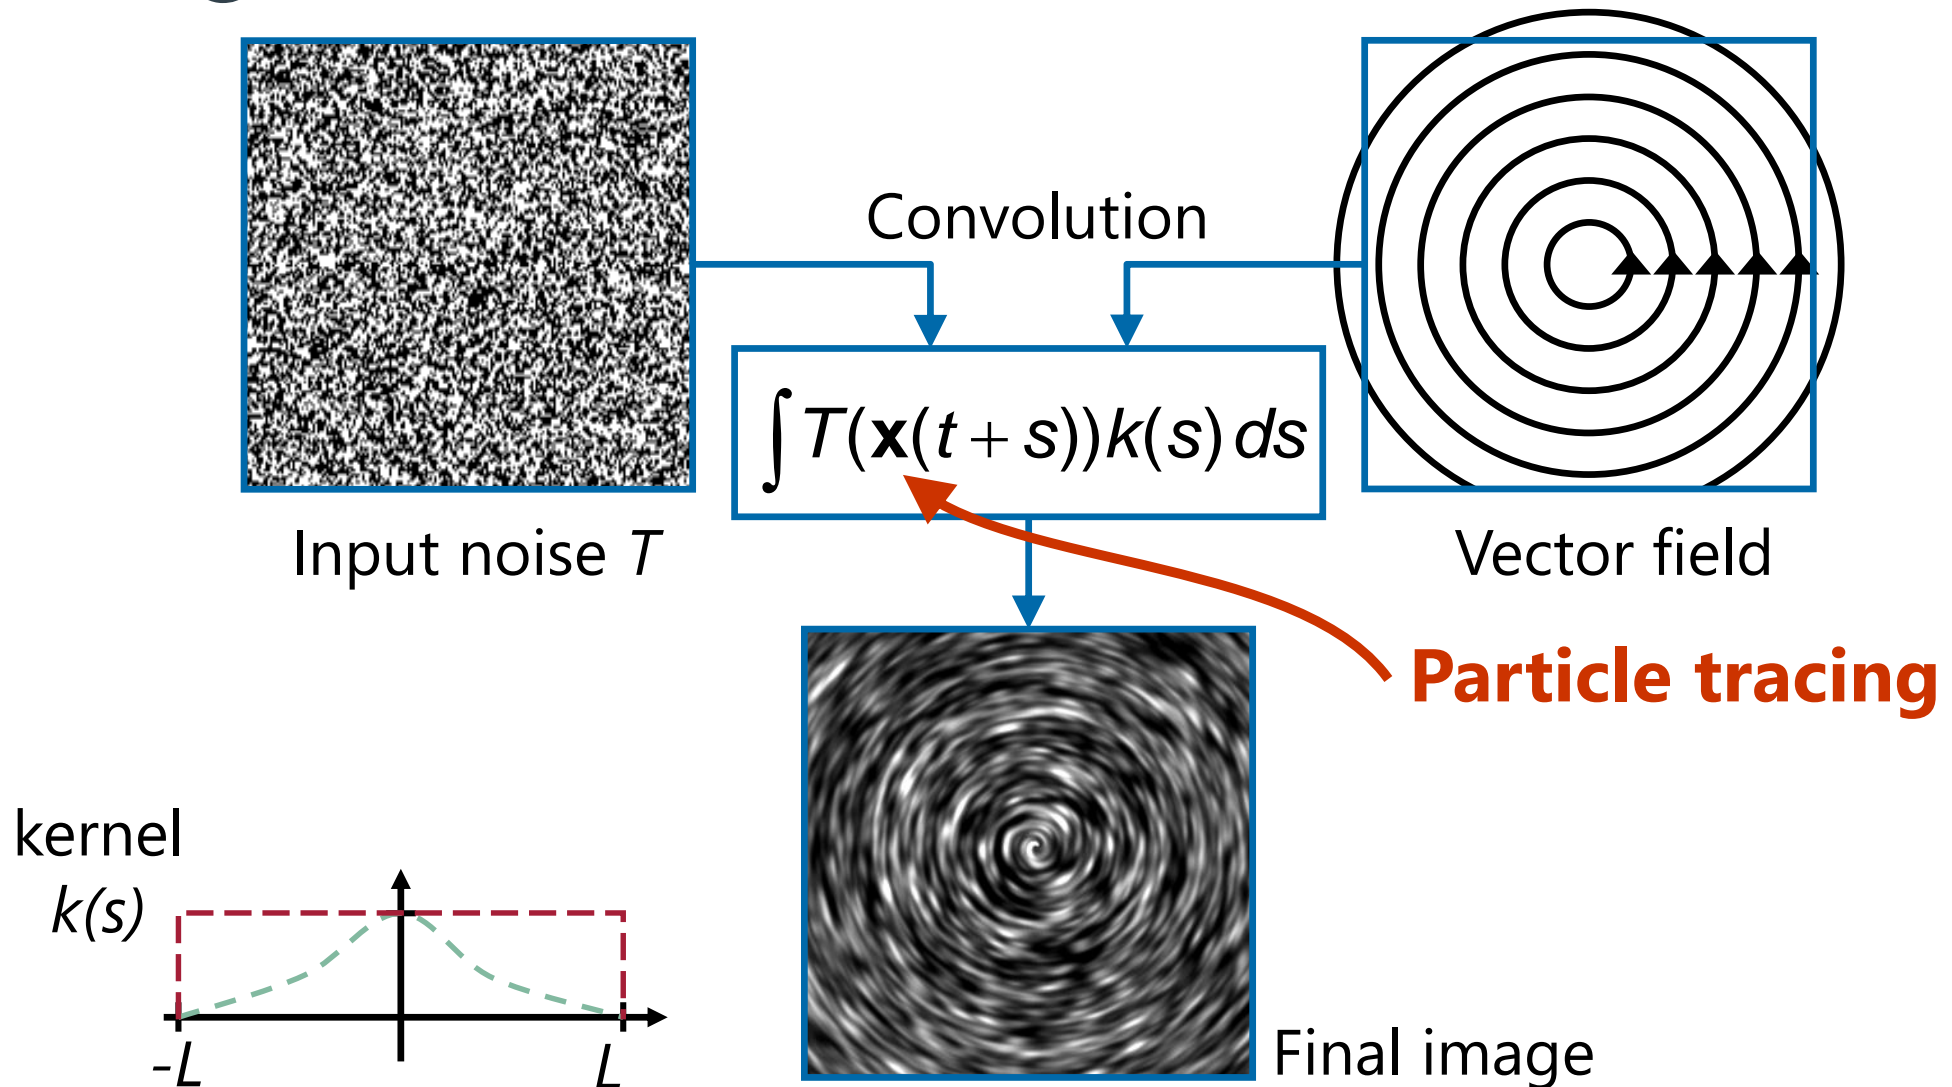 Convolution
∫T(x(t + s))k(s) ds
Input noise T
Vector field
Particle tracing
kernel
k(s)
-L
L
Final image